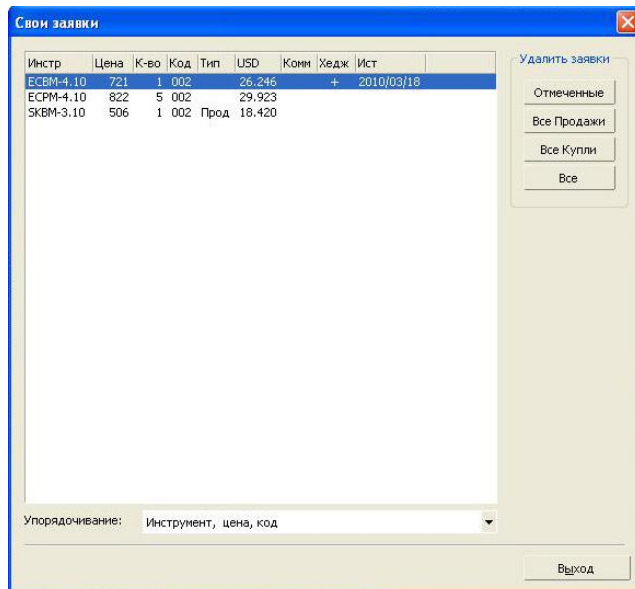 Свои заявки
Инстр Цена К-во Код Тип USD Комм Хедж Ист
ECBM-4.10 721 1 002 26.246 + 2010/03/18
ECPM-4.10 822 5 002 29.923
SKBM-3.10 506 1 002 Прод 18.420
Удалить заявки
Отмеченные
Все Продажи
Все Купли
Все
Упорядочивание: Инструмент, цена, код
Выход